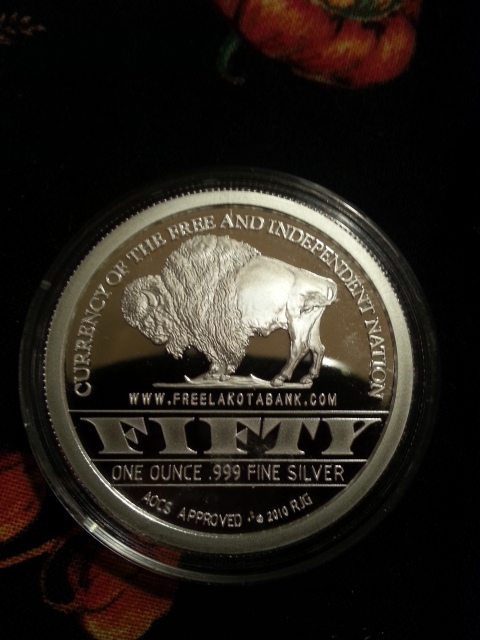 CURRENCY OF THE FREE AND INDEPENDENT NATION
WWW.FREELAKOTABANK.COM
FIFTY
ONE OUNCE .999 FINE SILVER
AOCS APPROVED © 2010 RJG